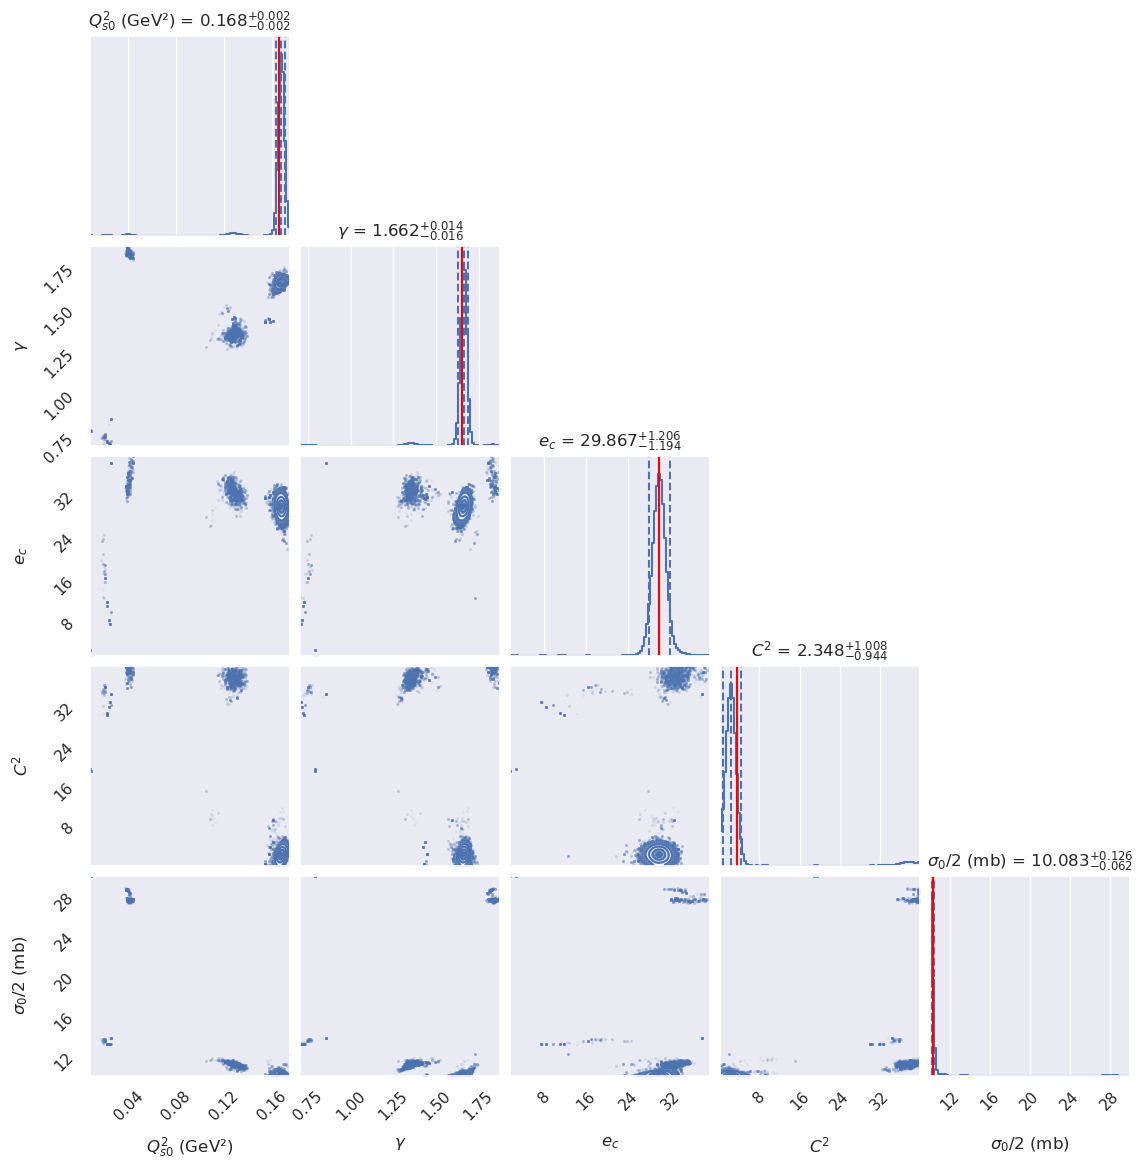 Q²ₛ₀ (GeV²) = 0.168 +0.002 −0.002
γ = 1.662 +0.014 −0.016
1.75
1.50
1.25
1.00
0.75
γ
e_c = 29.867 +1.206 −1.194
32
24
16
8
e_c
C² = 2.348 +1.008 −0.944
32
24
16
8
C²
σ₀/2 (mb) = 10.083 +0.126 −0.062
28
24
20
16
12
σ₀/2 (mb)
0.04 0.08 0.12 0.16 0.75 1.00 1.25 1.50 1.75 8 16 24 32 8 16 24 32 12 16 20 24 28
Q²ₛ₀ (GeV²) γ e_c C² σ₀/2 (mb)